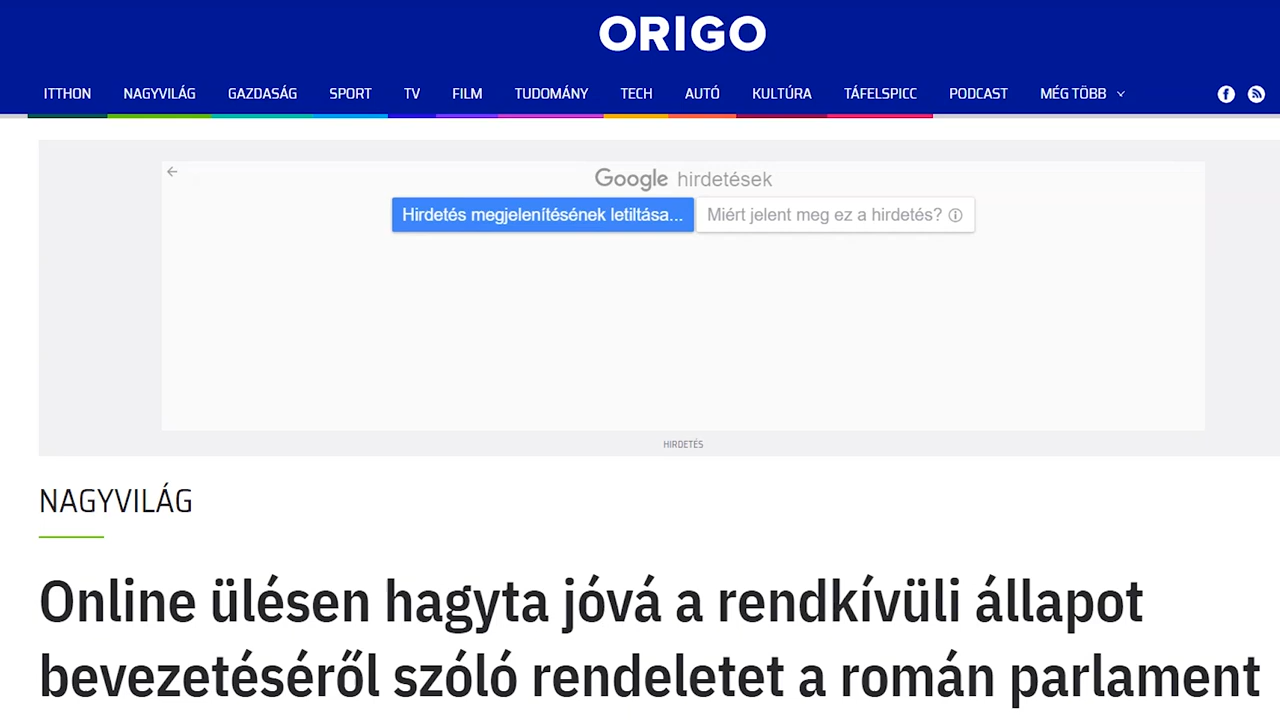 ORIGO
ITTHON NAGYVILÁG GAZDASÁG SPORT TV FILM TUDOMÁNY TECH AUTÓ KULTÚRA TÁFELSPICC PODCAST MÉG TÖBB
Google hirdetések
Hirdetés megjelenítésének letiltása... Miért jelent meg ez a hirdetés?
HIRDETÉS
NAGYVILÁG
Online ülésen hagyta jóvá a rendkívüli állapot
bevezetéséről szóló rendeletet a román parlament